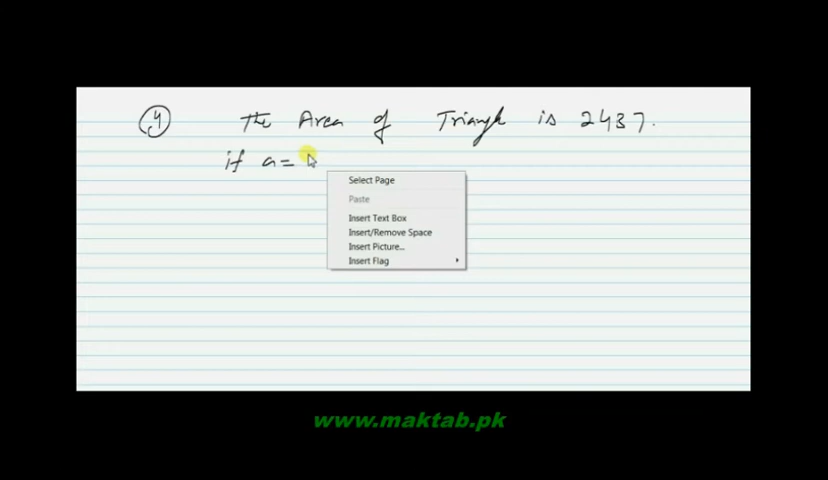 4 The Area of Triangle is 2437.
if a=
Select Page
Paste
Insert Text Box
Insert/Remove Space
Insert Picture...
Insert Flag
www.maktab.pk